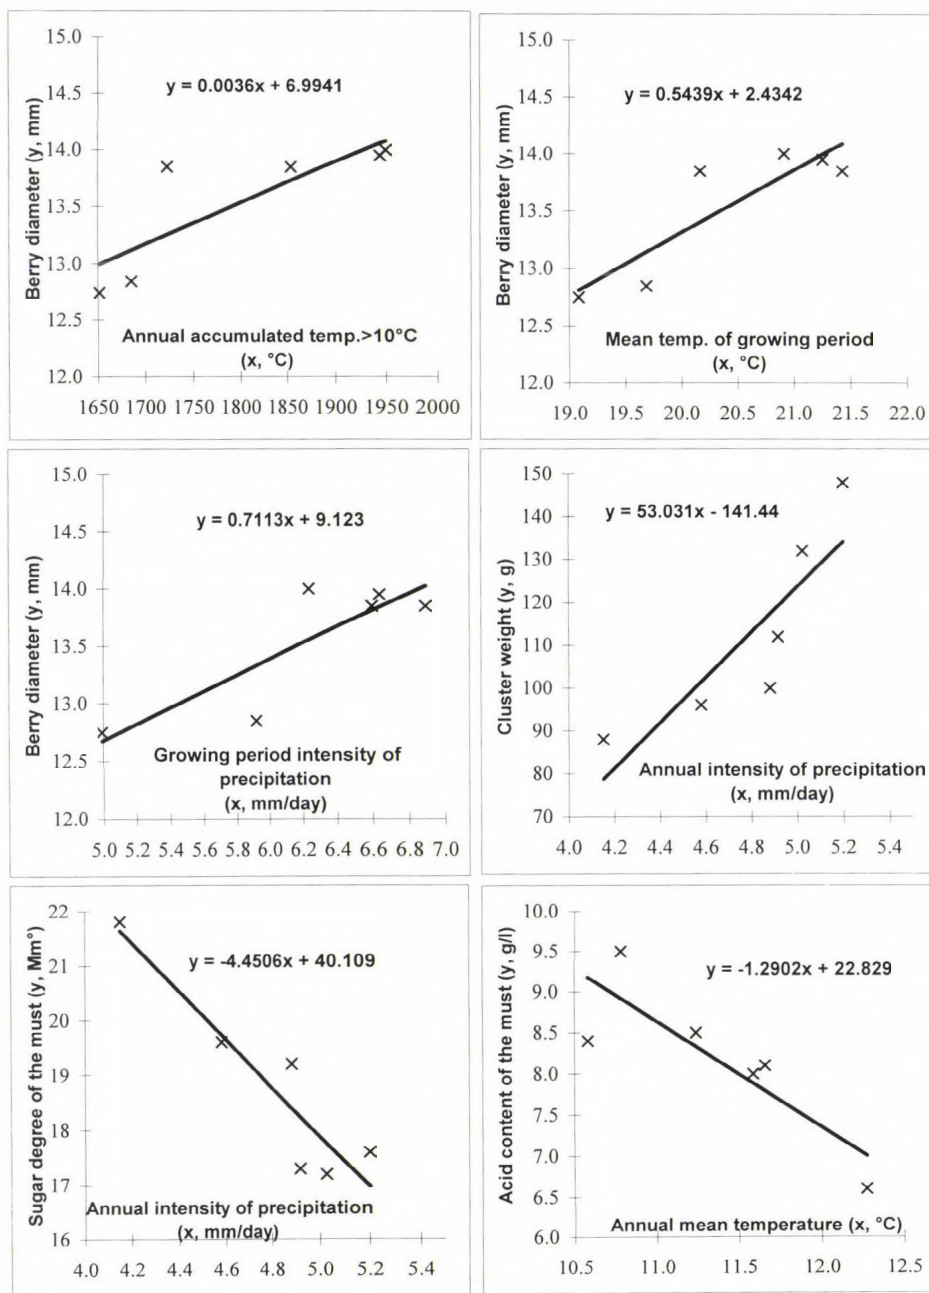 15.0
14.5
14.0
13.5
13.0
12.5
12.0
Berry diameter (y, mm)
y = 0.0036x + 6.9941
Annual accumulated temp.>10°C
(x, °C)
1650 1700 1750 1800 1850 1900 1950 2000
15.0
14.5
14.0
13.5
13.0
12.5
12.0
Berry diameter (y, mm)
y = 0.5439x + 2.4342
Mean temp. of growing period
(x, °C)
19.0 19.5 20.0 20.5 21.0 21.5 22.0
15.0
14.5
14.0
13.5
13.0
12.5
12.0
Berry diameter (y, mm)
y = 0.7113x + 9.123
Growing period intensity of
precipitation
(x, mm/day)
5.0 5.2 5.4 5.6 5.8 6.0 6.2 6.4 6.6 6.8 7.0
150
140
130
120
110
100
90
80
70
Cluster weight (y, g)
y = 53.031x - 141.44
Annual intensity of precipitation
(x, mm/day)
4.0 4.2 4.4 4.6 4.8 5.0 5.2 5.4
22
21
20
19
18
17
16
Sugar degree of the must (y, Mm°)
y = -4.4506x + 40.109
Annual intensity of precipitation
(x, mm/day)
4.0 4.2 4.4 4.6 4.8 5.0 5.2 5.4
10.0
9.5
9.0
8.5
8.0
7.5
7.0
6.5
6.0
Acid content of the must (y, g/l)
y = -1.2902x + 22.829
Annual mean temperature (x, °C)
10.5 11.0 11.5 12.0 12.5